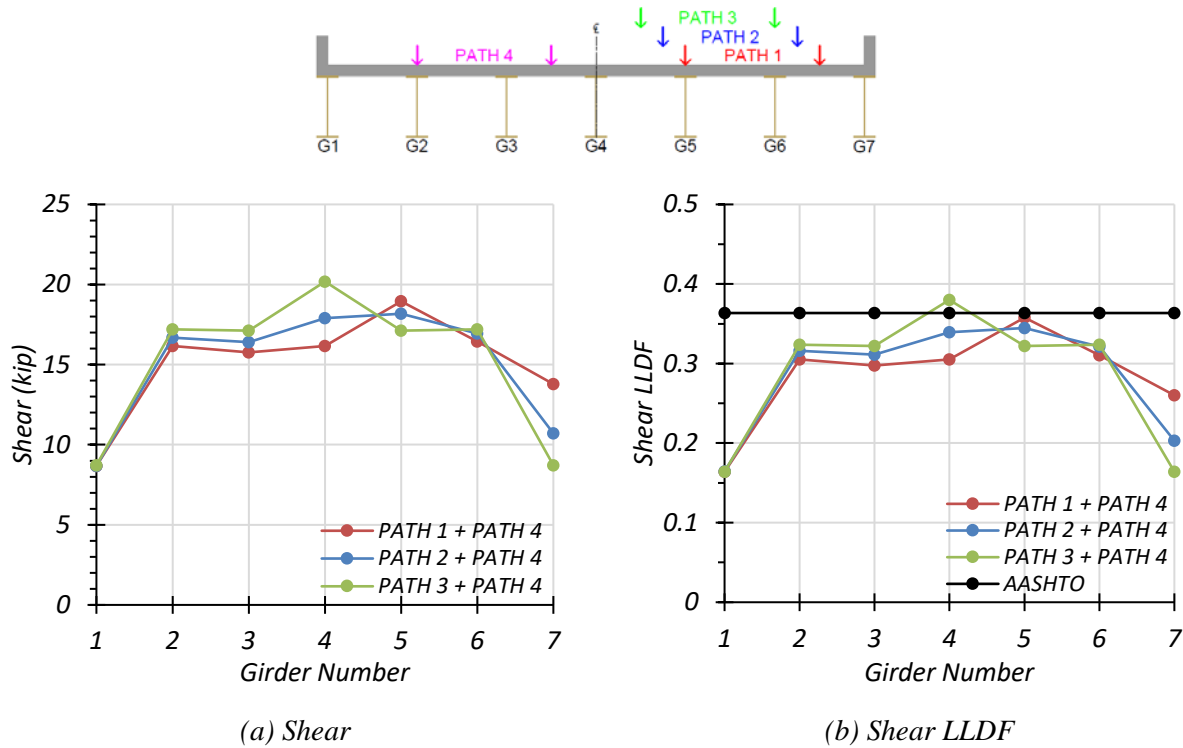 ℄
PATH 3
PATH 2
PATH 4
PATH 1
G1 G2 G3 G4 G5 G6 G7
25
20
15
10
5
0
Shear (kip)
PATH 1 + PATH 4
PATH 2 + PATH 4
PATH 3 + PATH 4
1 2 3 4 5 6 7
Girder Number
(a) Shear
0.5
0.4
0.3
0.2
0.1
0
Shear LLDF
PATH 1 + PATH 4
PATH 2 + PATH 4
PATH 3 + PATH 4
AASHTO
1 2 3 4 5 6 7
Girder Number
(b) Shear LLDF